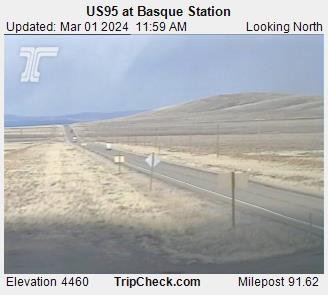 US95 at Basque Station
Updated: Mar 01 2024 11:59 AM Looking North
Elevation 4460 TripCheck.com Milepost 91.62